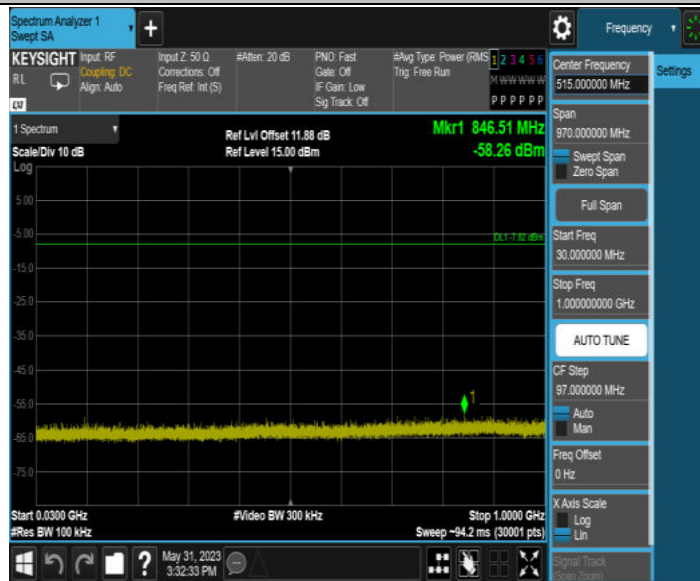 Spectrum Analyzer 1
Swept SA
+
Frequency
KEYSIGHT
RL
LXI
Input: RF
Coupling: DC
Align: Auto
Input Z: 50 Ω
Corrections: Off
Freq Ref: Int (S)
#Atten: 20 dB
PNO: Fast
Gate: Off
IF Gain: Low
Sig Track: Off
#Avg Type: Power (RMS
Trig: Free Run
1 2 3 4 5 6
M W W W W W
P P P P P P
Center Frequency
515.000000 MHz
Settings
Span
970.000000 MHz
Swept Span
Zero Span
Full Span
Start Freq
30.000000 MHz
Stop Freq
1.000000000 GHz
AUTO TUNE
CF Step
97.000000 MHz
Auto
Man
Freq Offset
0 Hz
X Axis Scale
Log
Lin
Signal Track
(Span Zoom)
1 Spectrum
Scale/Div 10 dB
Log
Ref Lvl Offset 11.88 dB
Ref Level 15.00 dBm
Mkr1 846.51 MHz
-58.26 dBm
5.00
-5.00
DL1 -7.82 dBm
-15.0
-25.0
-35.0
-45.0
1
-55.0
-65.0
-75.0
Start 0.0300 GHz
#Res BW 100 kHz
#Video BW 300 kHz
Stop 1.0000 GHz
Sweep ~94.2 ms (30001 pts)
?
May 31, 2023
3:32:33 PM